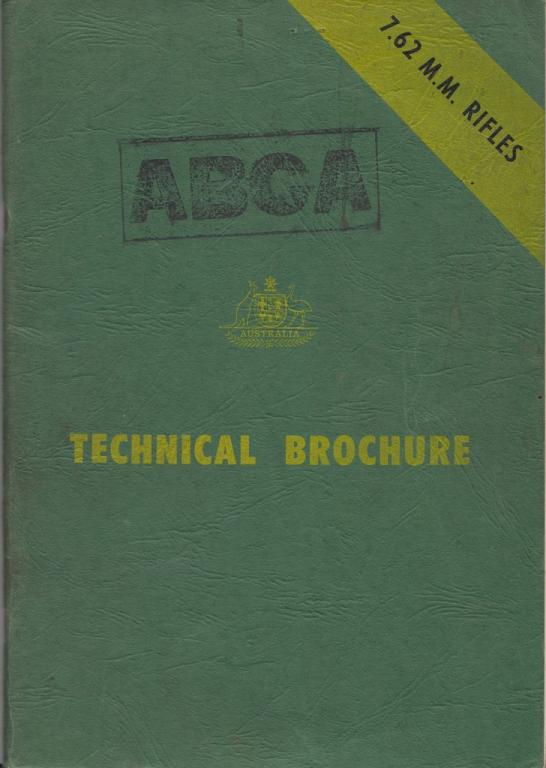 7.62 M.M. RIFLES
ABCA
AUSTRALIA
TECHNICAL BROCHURE